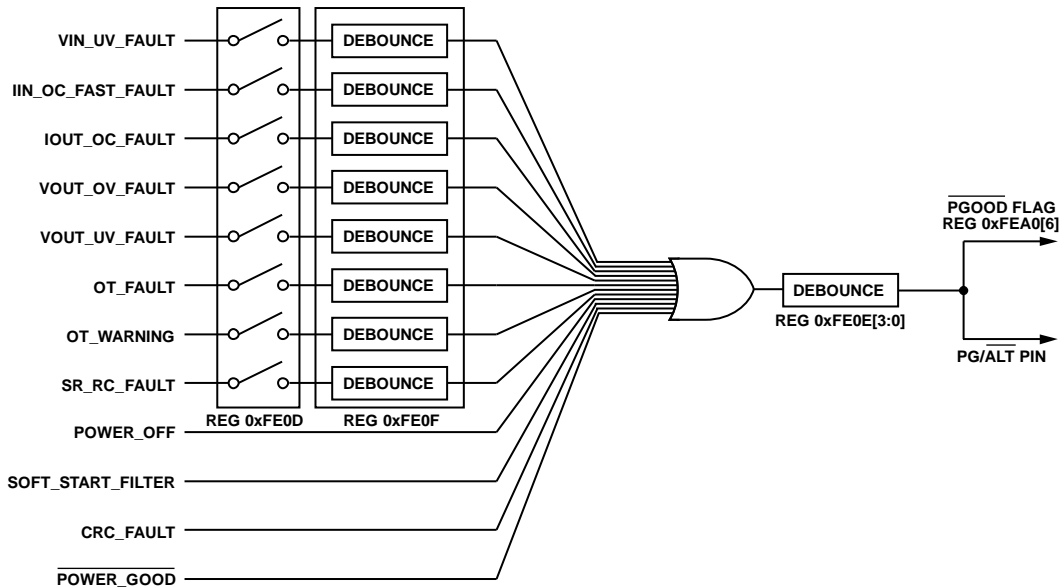 VIN_UV_FAULT
DEBOUNCE
IIN_OC_FAST_FAULT
DEBOUNCE
IOUT_OC_FAULT
DEBOUNCE
VOUT_OV_FAULT
DEBOUNCE
VOUT_UV_FAULT
DEBOUNCE
OT_FAULT
DEBOUNCE
OT_WARNING
DEBOUNCE
SR_RC_FAULT
DEBOUNCE
REG 0xFE0D
REG 0xFE0F
POWER_OFF
SOFT_START_FILTER
CRC_FAULT
POWER_GOOD
DEBOUNCE
REG 0xFE0E[3:0]
PGOOD FLAG
REG 0xFEA0[6]
PG/ALT PIN